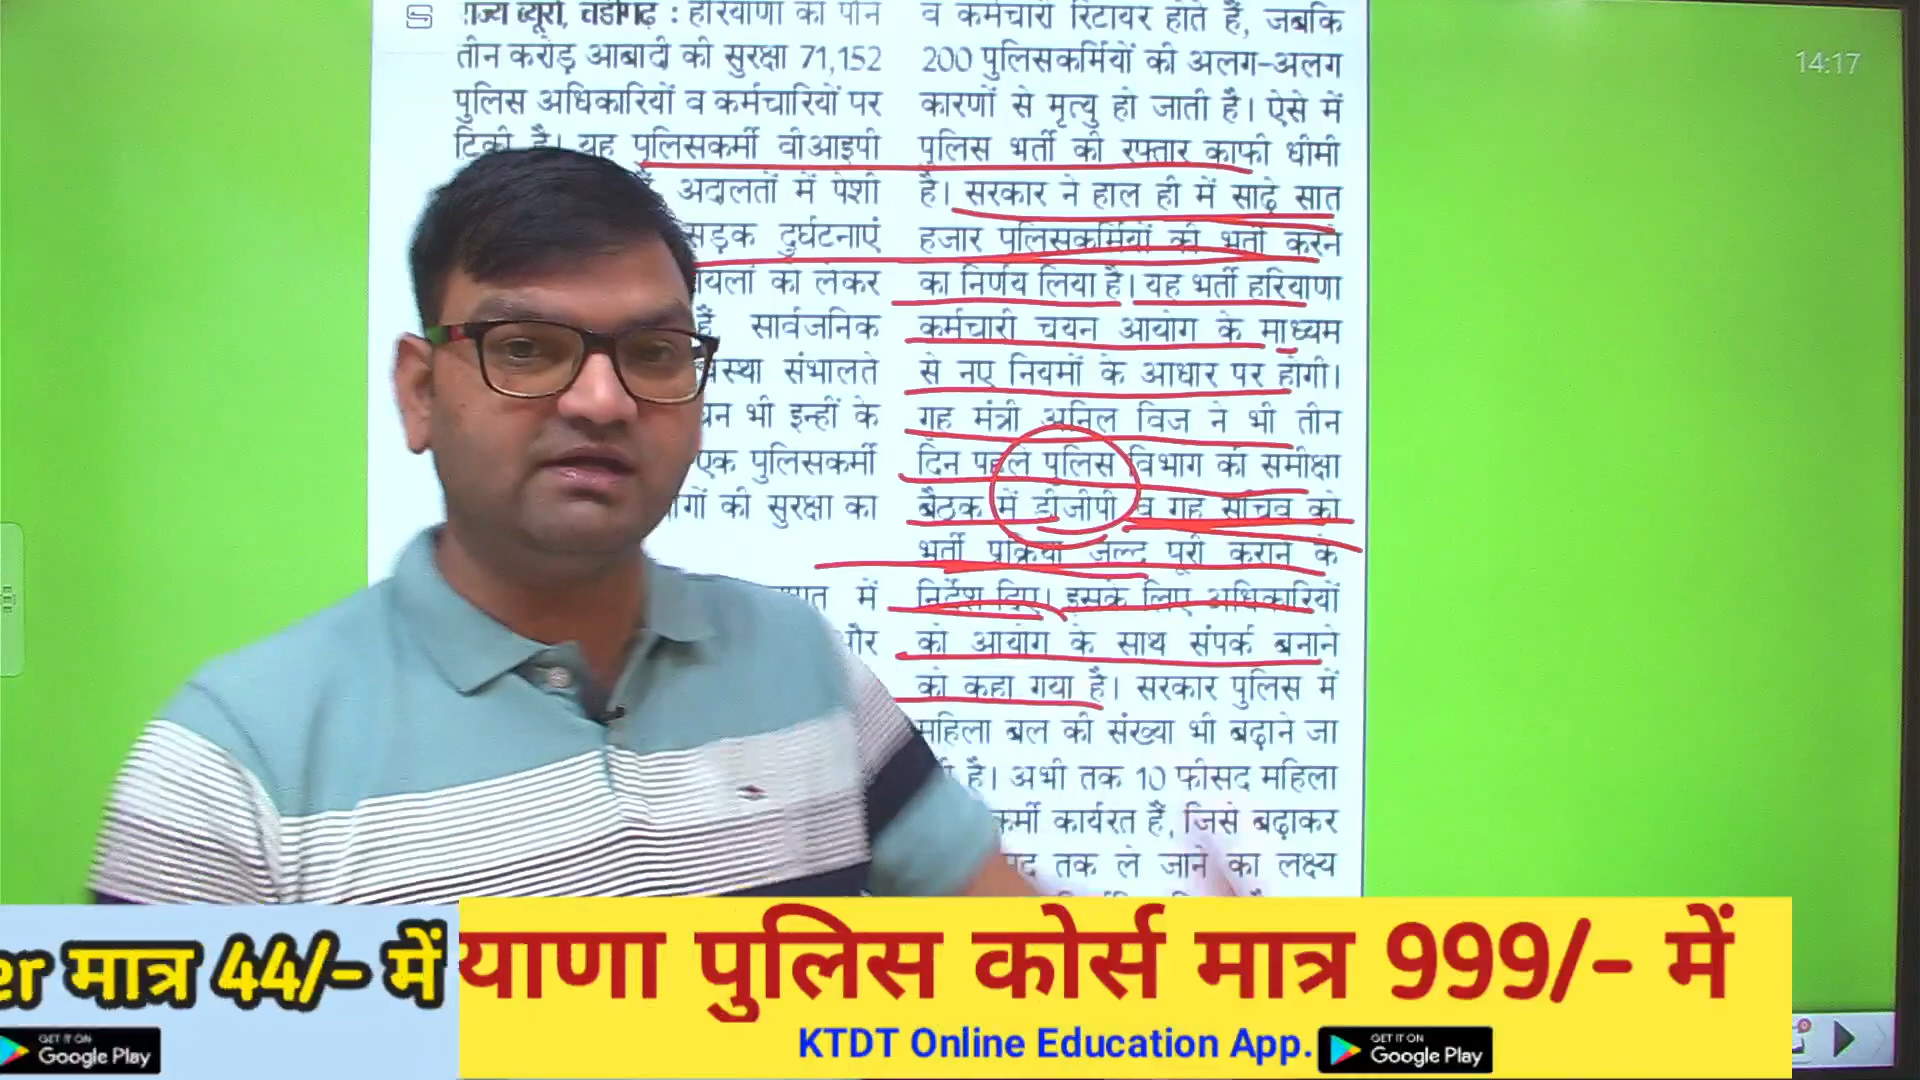 राज्य ब्यूरो, चंडीगढ़ : हरियाणा की पौने
तीन करोड़ आबादी की सुरक्षा 71,152
पुलिस अधिकारियों व कर्मचारियों पर
टिकी है। यह पुलिसकर्मी वीआइपी
अदालतों में पेशी
सड़क दुर्घटनाएं
को लेकर
हैं सार्वजनिक
संभालते
भी इन्हीं के
एक पुलिसकर्मी
की सुरक्षा का
में
और
व कर्मचारी रिटायर होते हैं, जबकि
200 पुलिसकर्मियों की अलग-अलग
कारणों से मृत्यु हो जाती है। ऐसे में
पुलिस भर्ती की रफ्तार काफी धीमी
है। सरकार ने हाल ही में साढ़े सात
हजार पुलिसकर्मियों की भर्ती करने
का निर्णय लिया है। यह भर्ती हरियाणा
कर्मचारी चयन आयोग के माध्यम
से नए नियमों के आधार पर होगी।
गृह मंत्री अनिल विज ने भी तीन
दिन पहले पुलिस विभाग की समीक्षा
बैठक में डीजीपी व गृह सचिव को
भर्ती प्रक्रिया जल्द पूरी कराने के
निर्देश दिए। इसके लिए अधिकारियों
को आयोग के साथ संपर्क बनाने
को कहा गया है। सरकार पुलिस में
महिला बल की संख्या भी बढ़ाने जा
है। अभी तक 10 फीसद महिला
कर्मी कार्यरत हैं, जिसे बढ़ाकर
तक ले जाने का लक्ष्य
14:17
er मात्र 44/- में
GET IT ON
Google Play
याणा पुलिस कोर्स मात्र 999/- में
KTDT Online Education App.
GET IT ON
Google Play